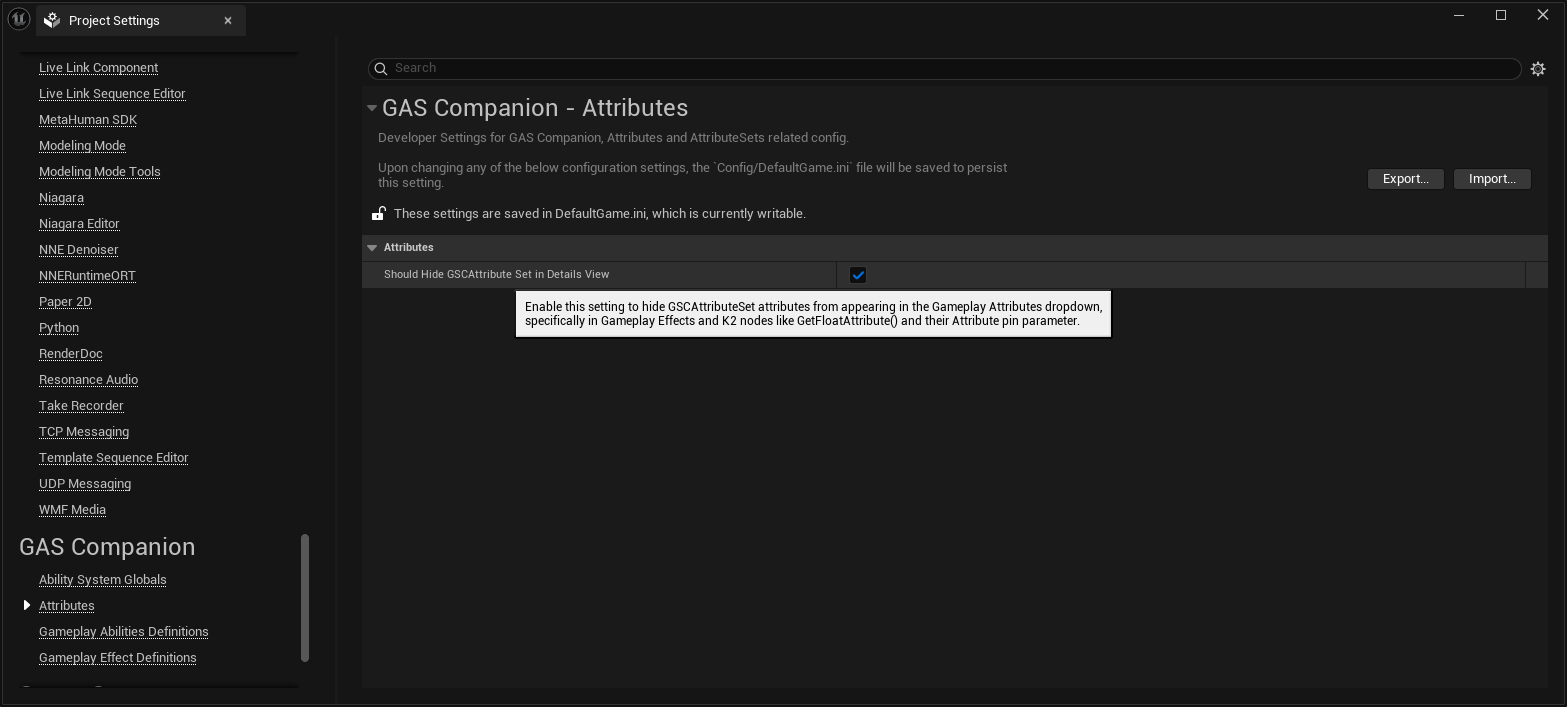 Project Settings
Live Link Component
Live Link Sequence Editor
MetaHuman SDK
Modeling Mode
Modeling Mode Tools
Niagara
Niagara Editor
NNE Denoiser
NNERuntimeORT
Paper 2D
Python
RenderDoc
Resonance Audio
Take Recorder
TCP Messaging
Template Sequence Editor
UDP Messaging
WMF Media
GAS Companion
Ability System Globals
Attributes
Gameplay Abilities Definitions
Gameplay Effect Definitions
Search
GAS Companion - Attributes
Developer Settings for GAS Companion, Attributes and AttributeSets related config.
Upon changing any of the below configuration settings, the `Config/DefaultGame.ini` file will be saved to persist
this setting.
Export...
Import...
These settings are saved in DefaultGame.ini, which is currently writable.
Attributes
Should Hide GSCAttribute Set in Details View
Enable this setting to hide GSCAttributeSet attributes from appearing in the Gameplay Attributes dropdown,
specifically in Gameplay Effects and K2 nodes like GetFloatAttribute() and their Attribute pin parameter.